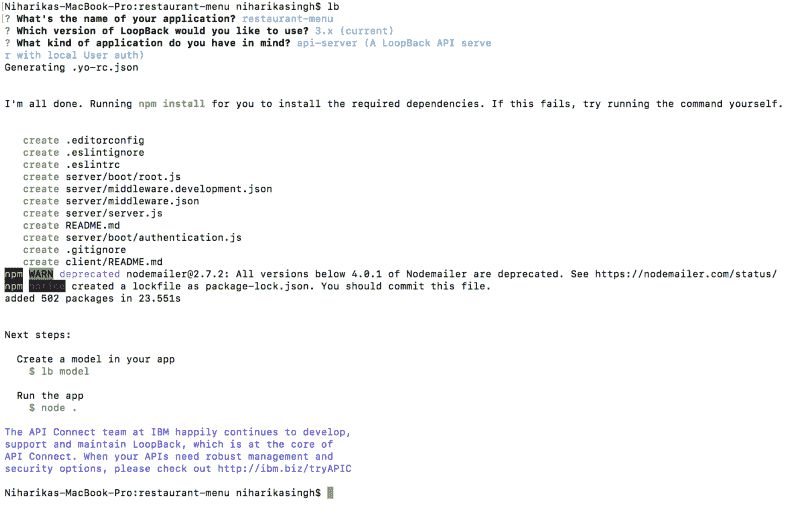 Niharikas-MacBook-Pro:restaurant-menu niharikasingh$ lb
? What's the name of your application? restaurant-menu
? Which version of LoopBack would you like to use? 3.x (current)
? What kind of application do you have in mind? api-server (A LoopBack API serve
r with local User auth)
Generating .yo-rc.json
I'm all done. Running npm install for you to install the required dependencies. If this fails, try running the command yourself.
create .editorconfig
create .eslintignore
create .eslintrc
create server/boot/root.js
create server/middleware.development.json
create server/middleware.json
create server/server.js
create README.md
create server/boot/authentication.js
create .gitignore
create client/README.md
npm WARN deprecated nodemailer@2.7.2: All versions below 4.0.1 of Nodemailer are deprecated. See https://nodemailer.com/status/
npm notice created a lockfile as package-lock.json. You should commit this file.
added 502 packages in 23.551s
Next steps:
Create a model in your app
$ lb model
Run the app
$ node .
The API Connect team at IBM happily continues to develop,
support and maintain LoopBack, which is at the core of
API Connect. When your APIs need robust management and
security options, please check out http://ibm.biz/tryAPIC
Niharikas-MacBook-Pro:restaurant-menu niharikasingh$